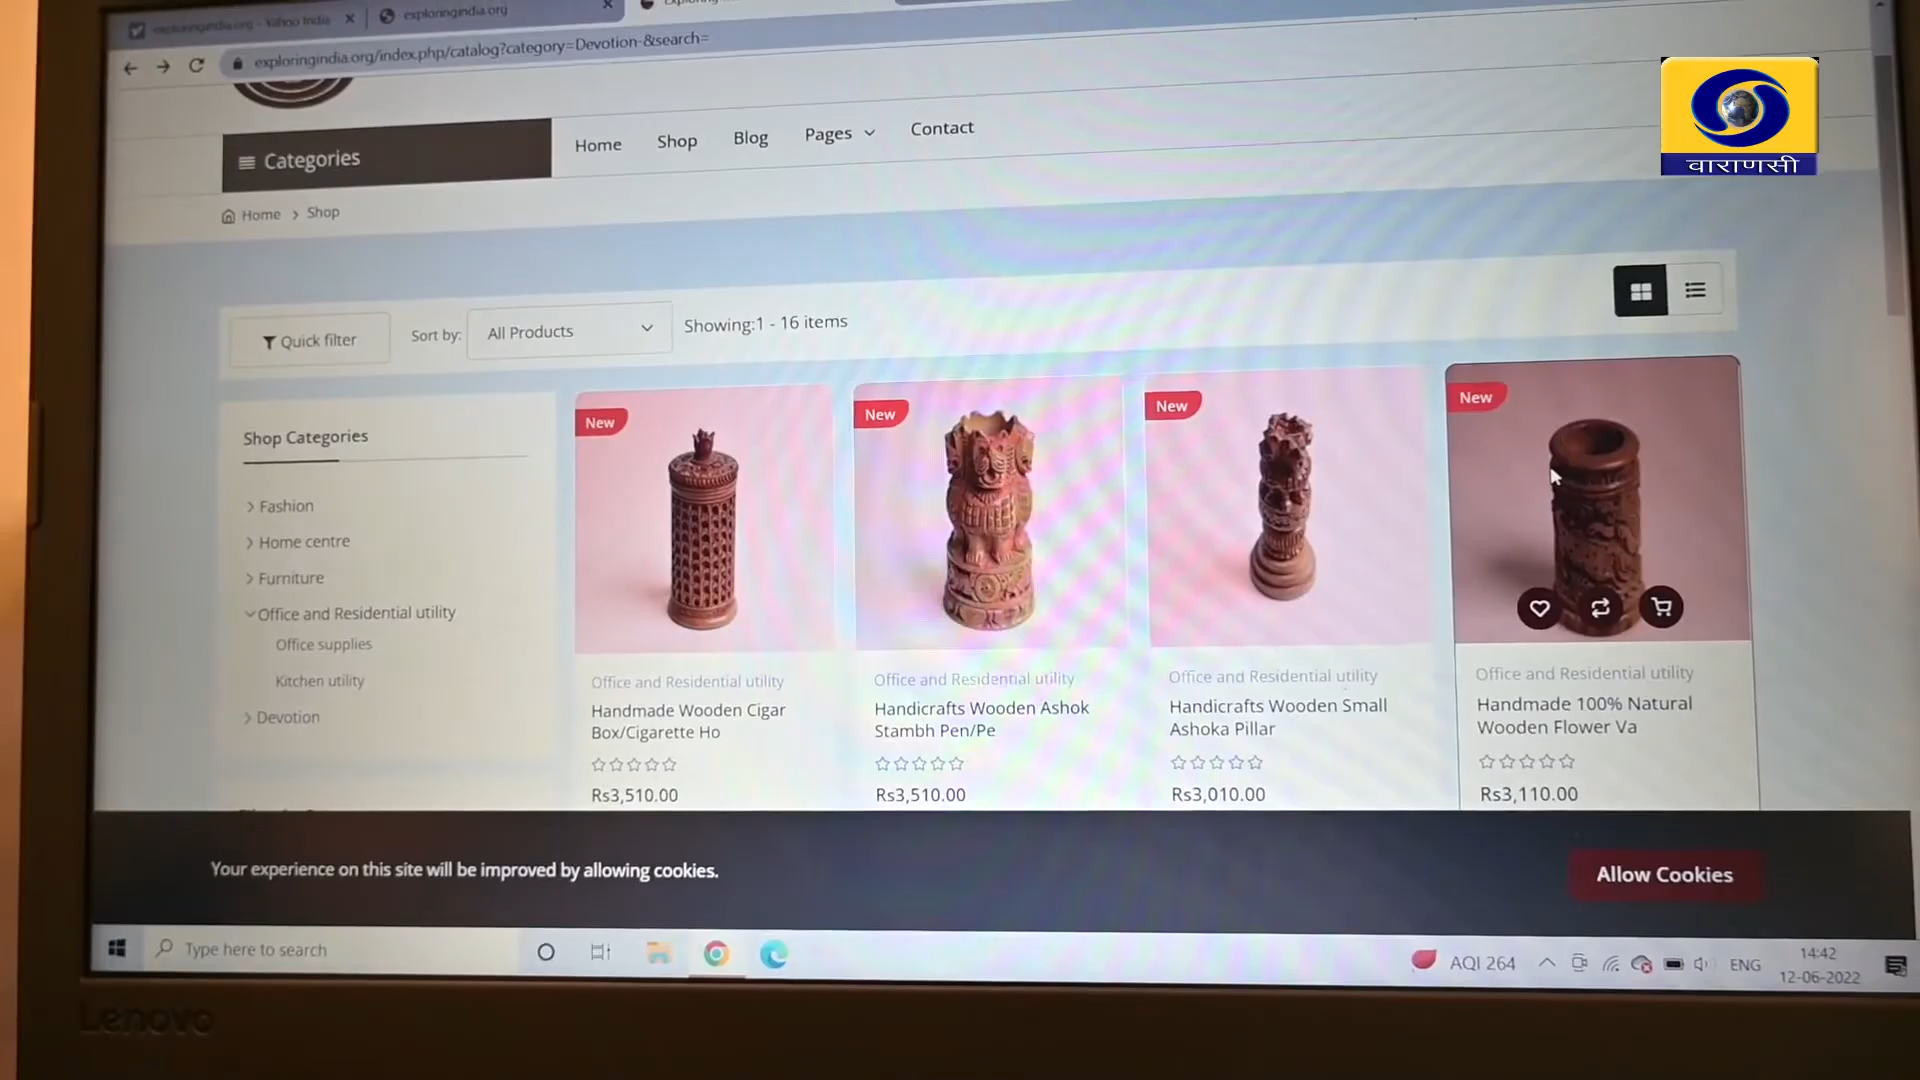 exploringindia.org - Yahoo India
exploringindia.org
exploringindia.org/index.php/catalog?category=Devotion-&search=
वाराणसी
Categories
Home
Shop
Blog
Pages
Contact
Home > Shop
Quick filter
Sort by:
All Products
Showing:1 - 16 items
Shop Categories
Fashion
Home centre
Furniture
Office and Residential utility
Office supplies
Kitchen utility
Devotion
New
Office and Residential utility
Handmade Wooden Cigar
Box/Cigarette Ho
Rs3,510.00
New
Office and Residential utility
Handicrafts Wooden Ashok
Stambh Pen/Pe
Rs3,510.00
New
Office and Residential utility
Handicrafts Wooden Small
Ashoka Pillar
Rs3,010.00
New
Office and Residential utility
Handmade 100% Natural
Wooden Flower Va
Rs3,110.00
Your experience on this site will be improved by allowing cookies.
Allow Cookies
Type here to search
AQI 264
ENG
14:42
12-06-2022
Lenovo